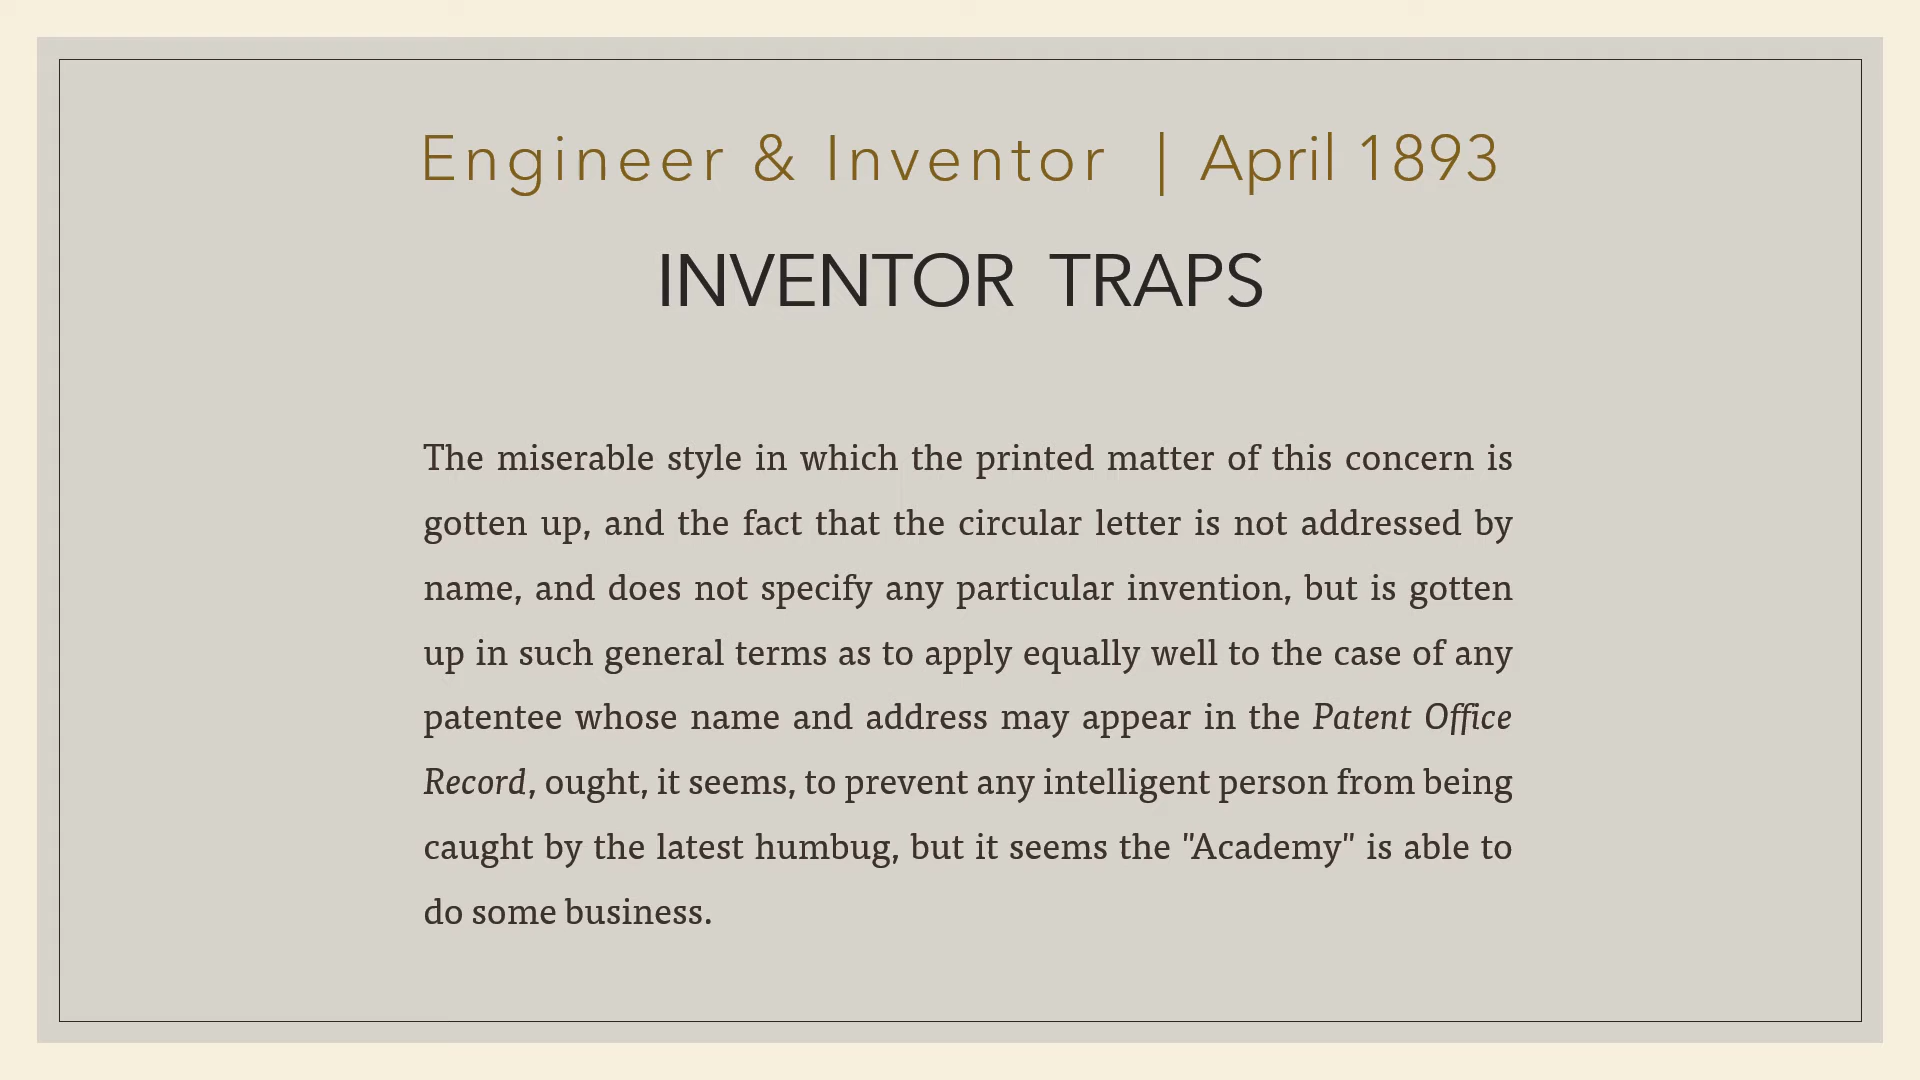 Engineer & Inventor | April 1893
INVENTOR TRAPS
The miserable style in which the printed matter of this concern is
gotten up, and the fact that the circular letter is not addressed by
name, and does not specify any particular invention, but is gotten
up in such general terms as to apply equally well to the case of any
patentee whose name and address may appear in the Patent Office
Record, ought, it seems, to prevent any intelligent person from being
caught by the latest humbug, but it seems the "Academy" is able to
do some business.